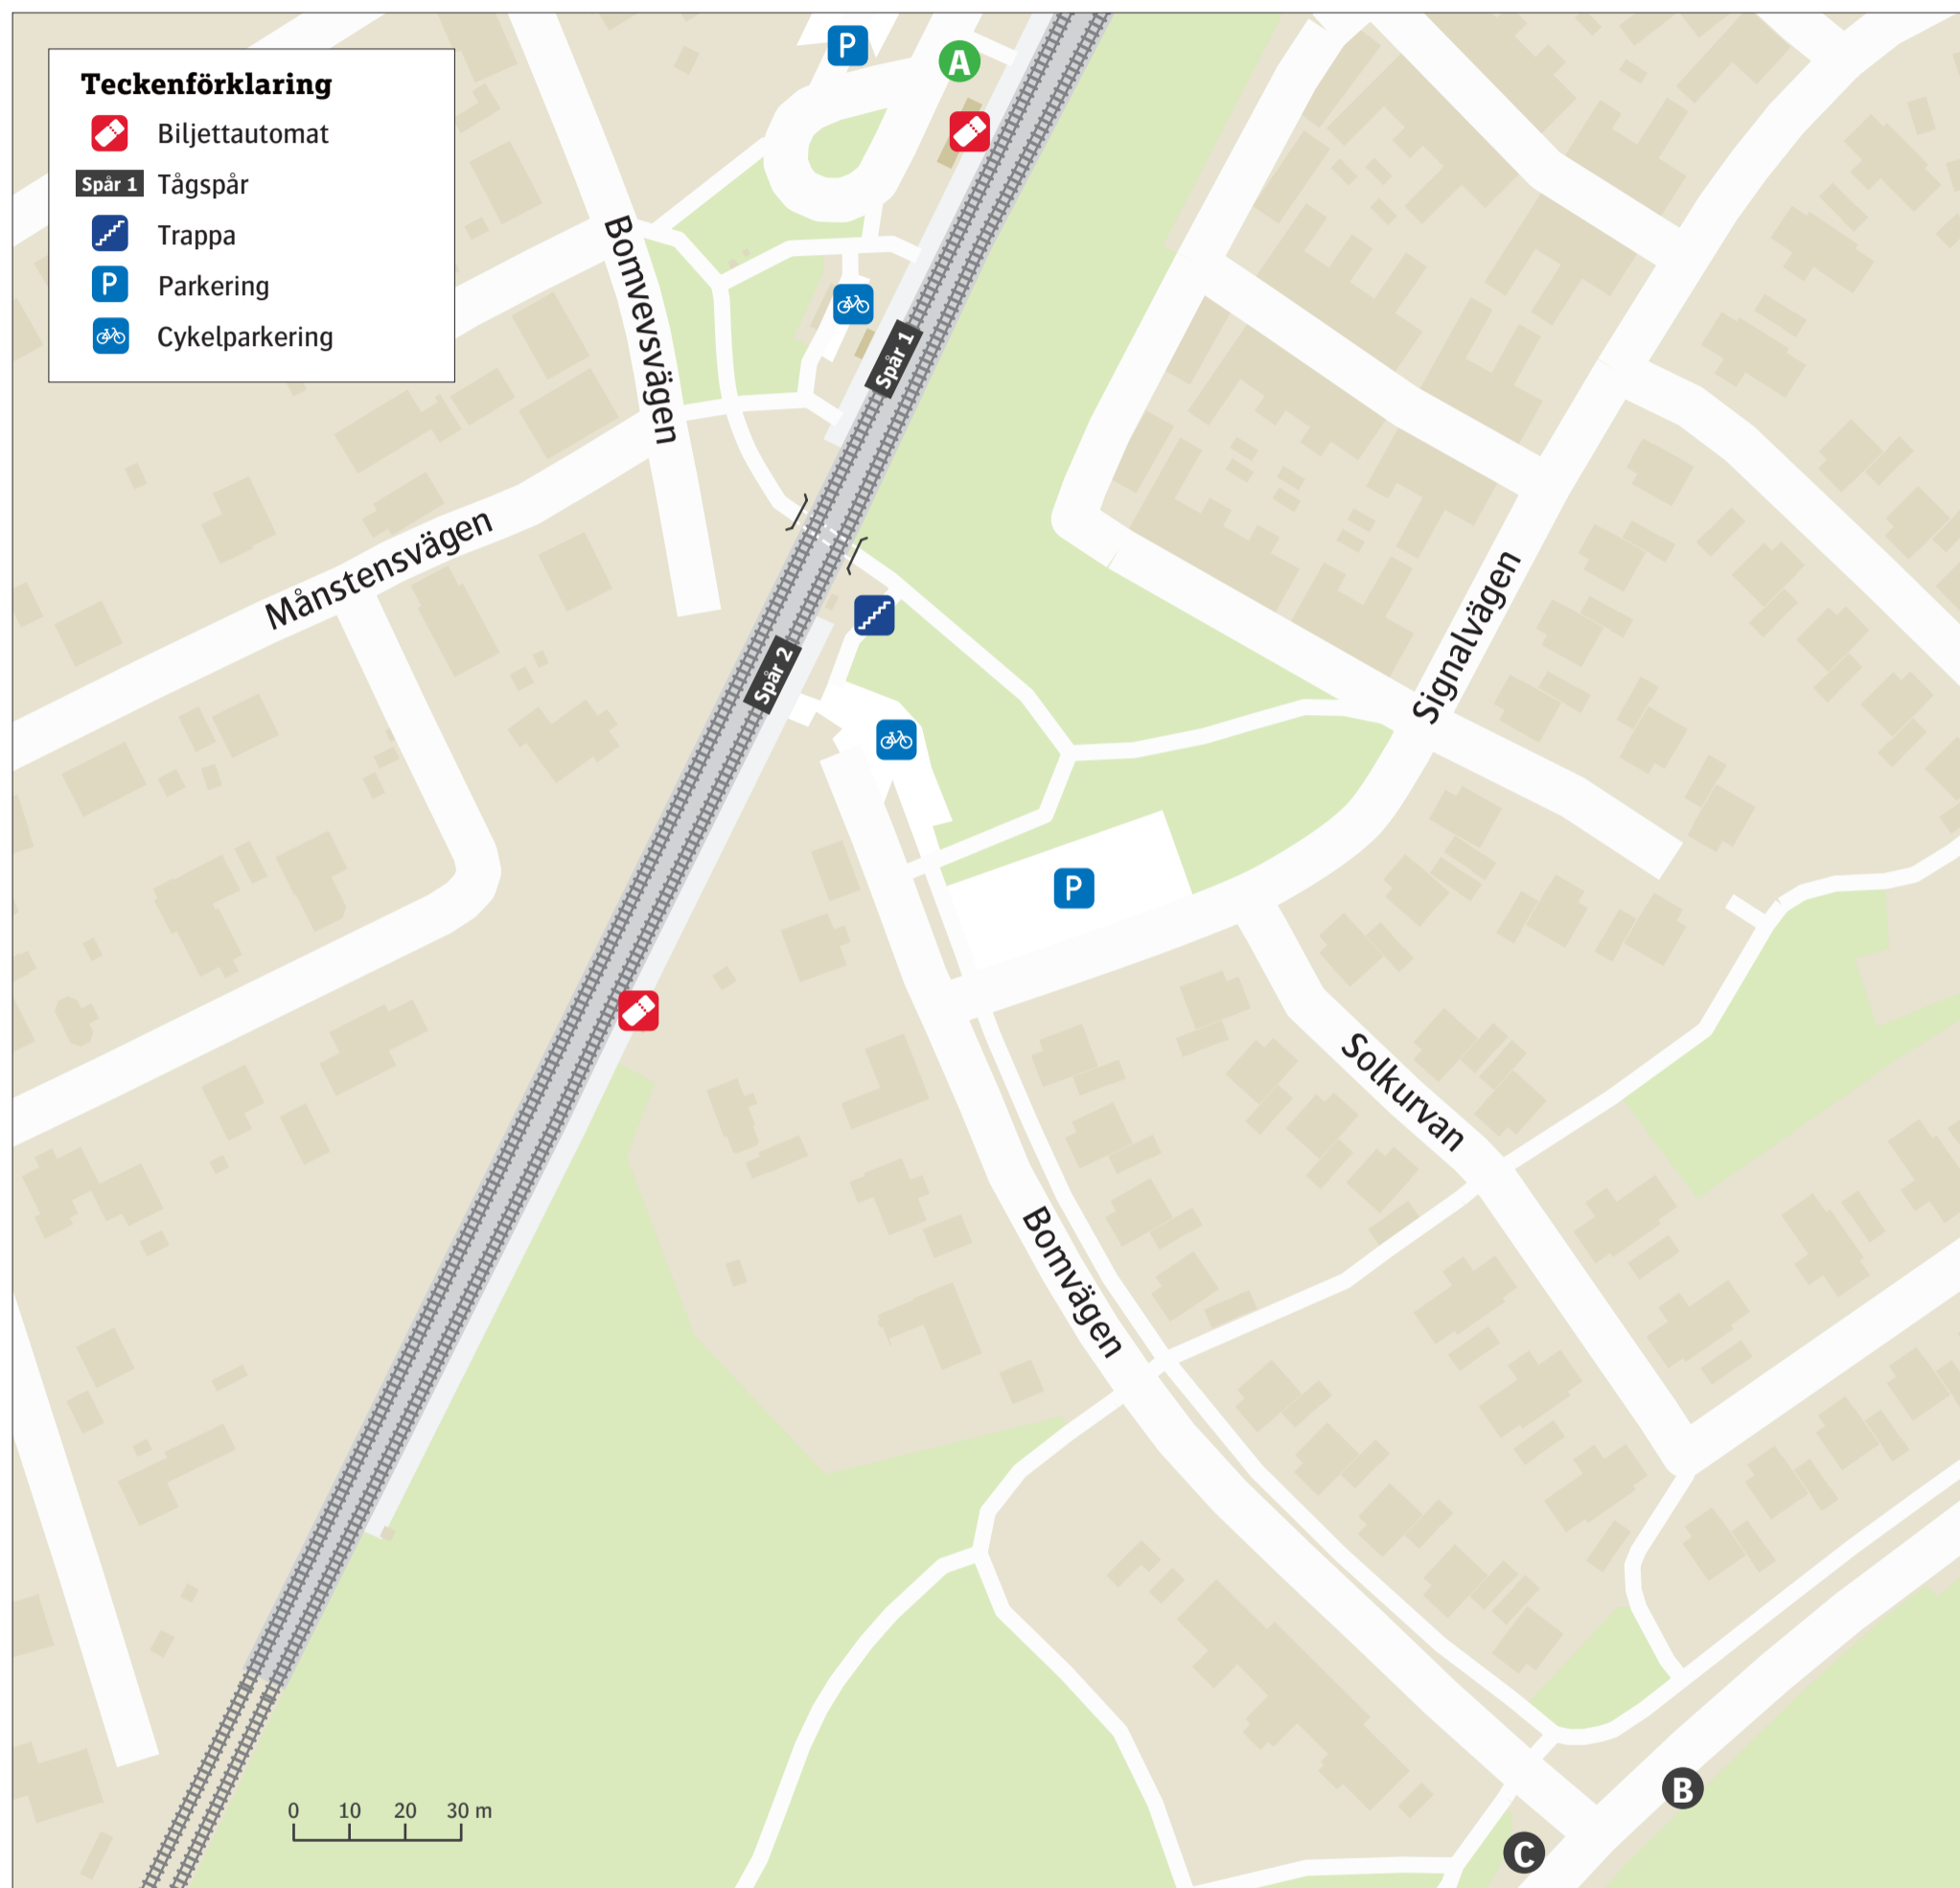 Teckenförklaring
Biljettautomat
Spår 1 Tågspår
Trappa
P Parkering
Cykelparkering
P
A
Bomvevsvägen
Spår 1
Månstensvägen
Signalvägen
Spår 2
P
Solkurvan
Bomvägen
0 10 20 30 m
B
C